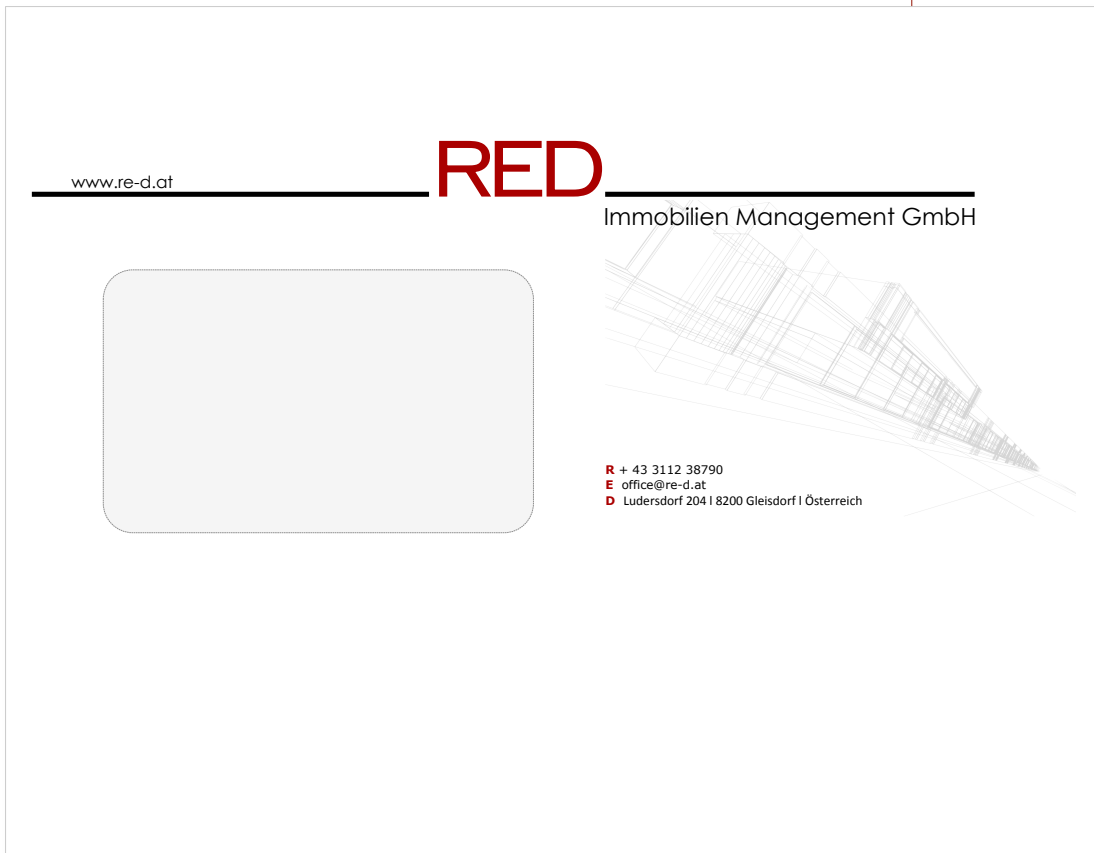 www.re-d.at
RED
Immobilien Management GmbH
R + 43 3112 38790
E office@re-d.at
D Ludersdorf 204 l 8200 Gleisdorf l Österreich